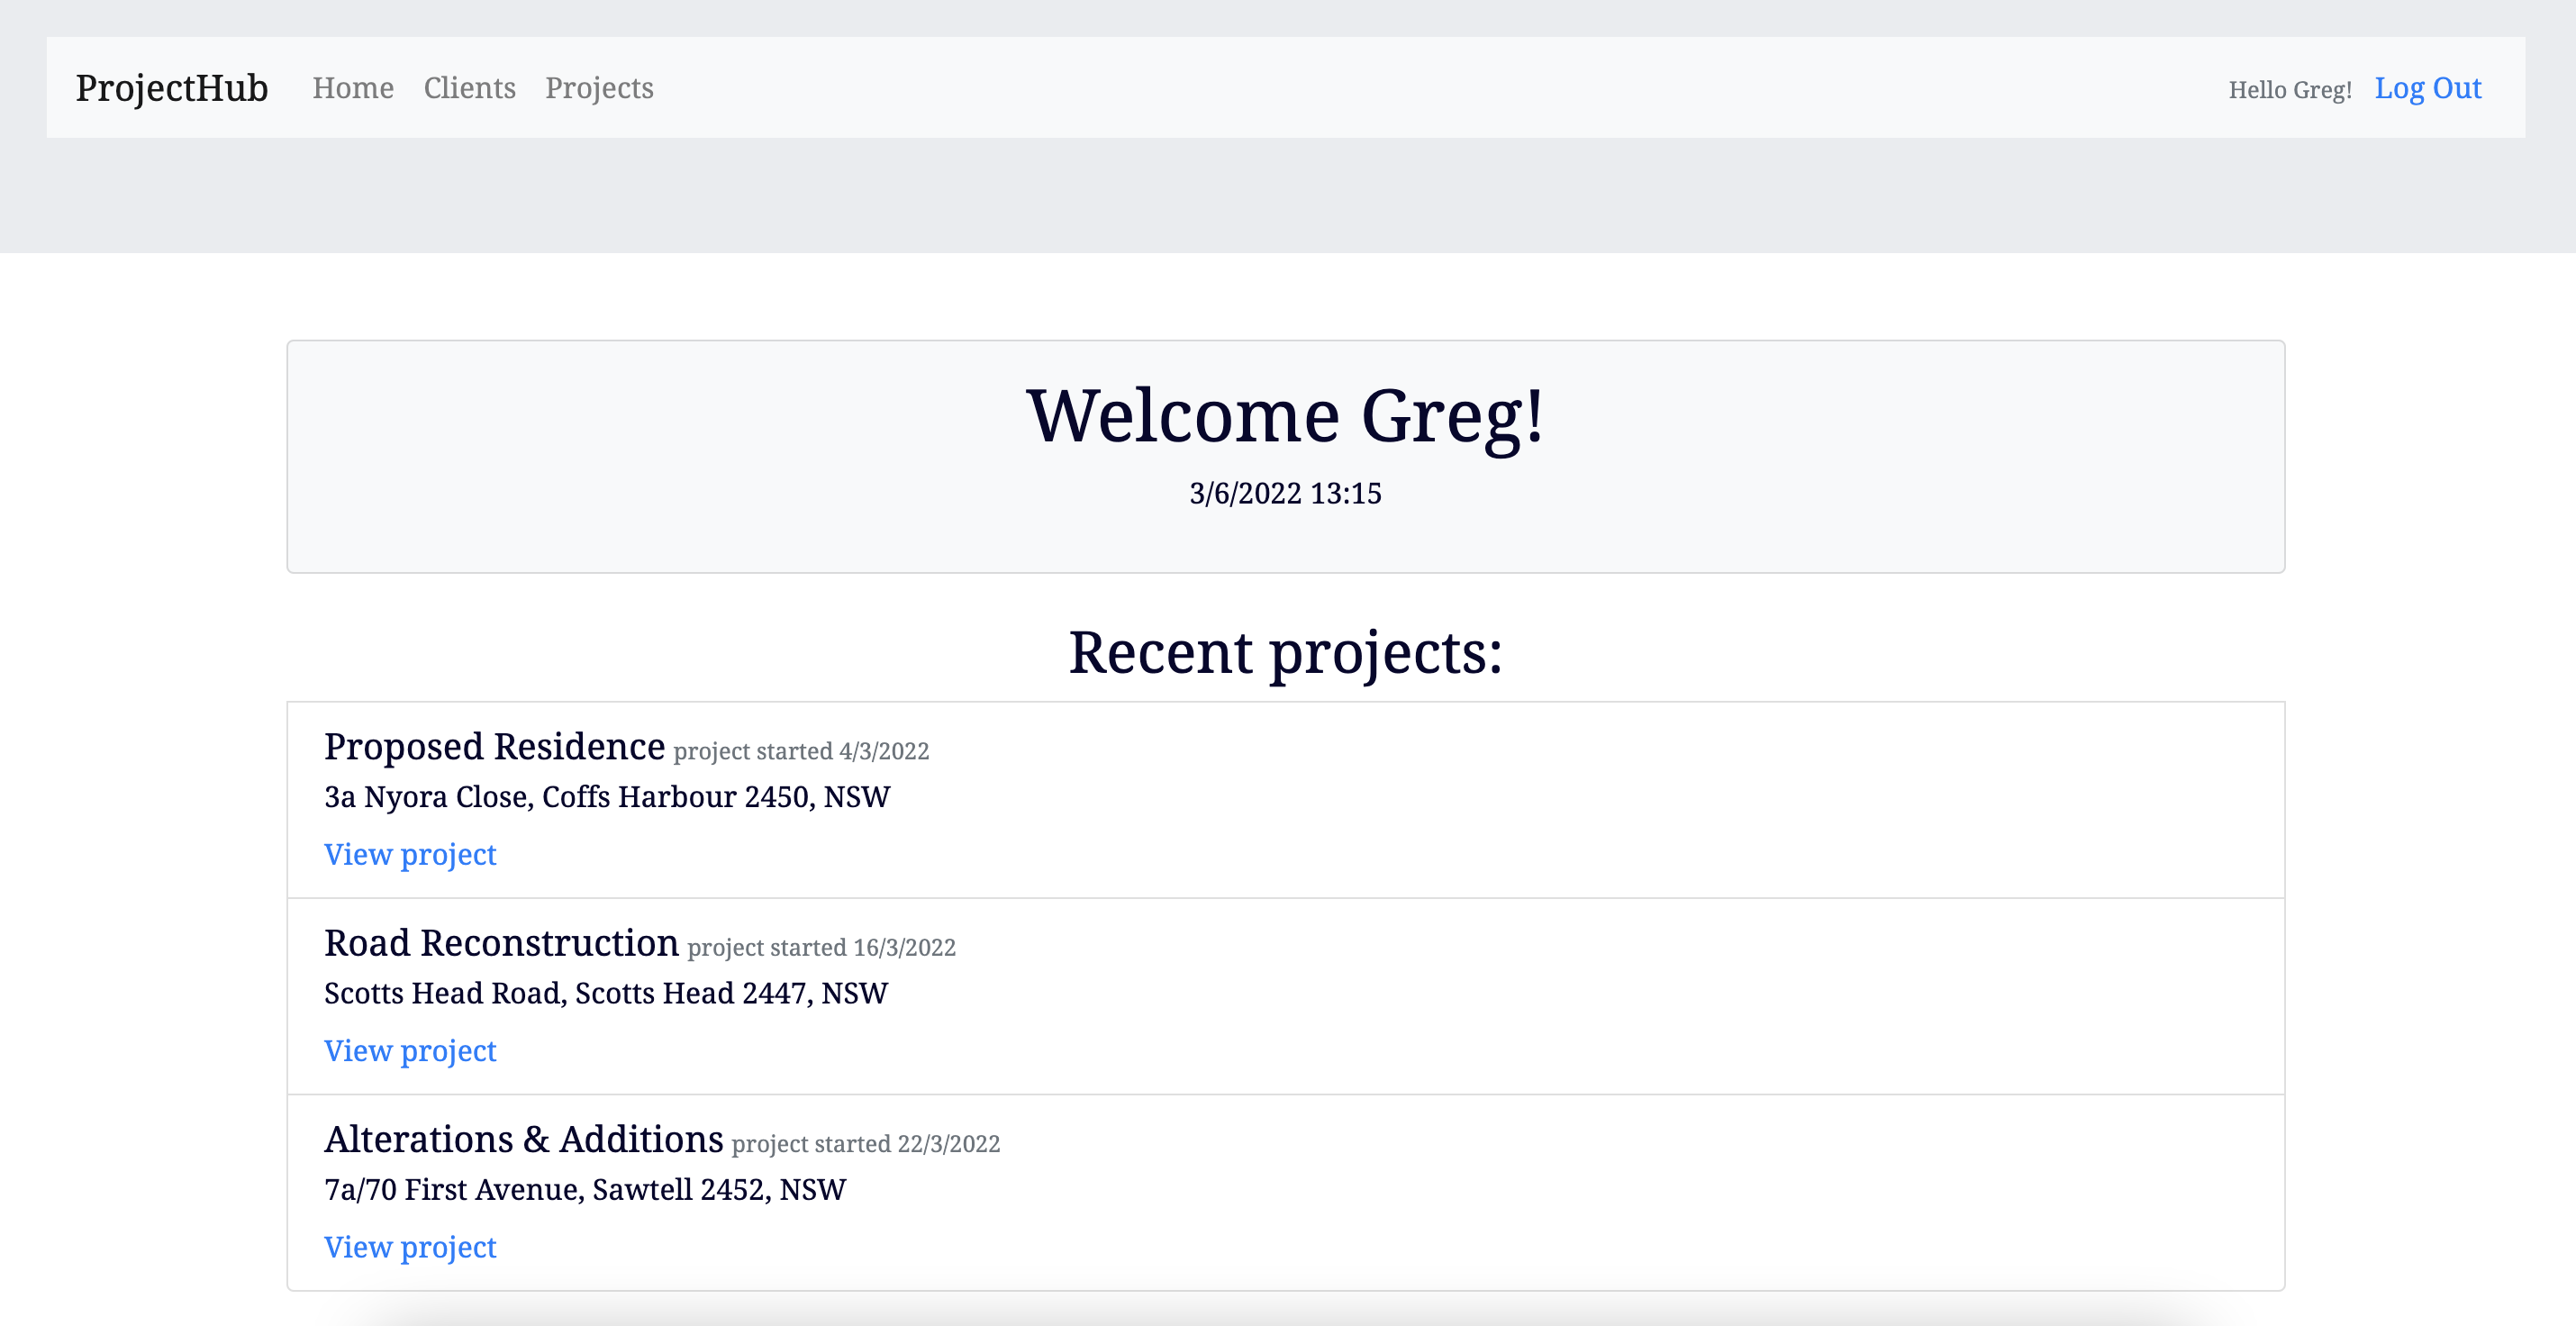 ProjectHub Home Clients Projects Hello Greg! Log Out
Welcome Greg!
3/6/2022 13:15
Recent projects:
Proposed Residence project started 4/3/2022
3a Nyora Close, Coffs Harbour 2450, NSW
View project
Road Reconstruction project started 16/3/2022
Scotts Head Road, Scotts Head 2447, NSW
View project
Alterations & Additions project started 22/3/2022
7a/70 First Avenue, Sawtell 2452, NSW
View project